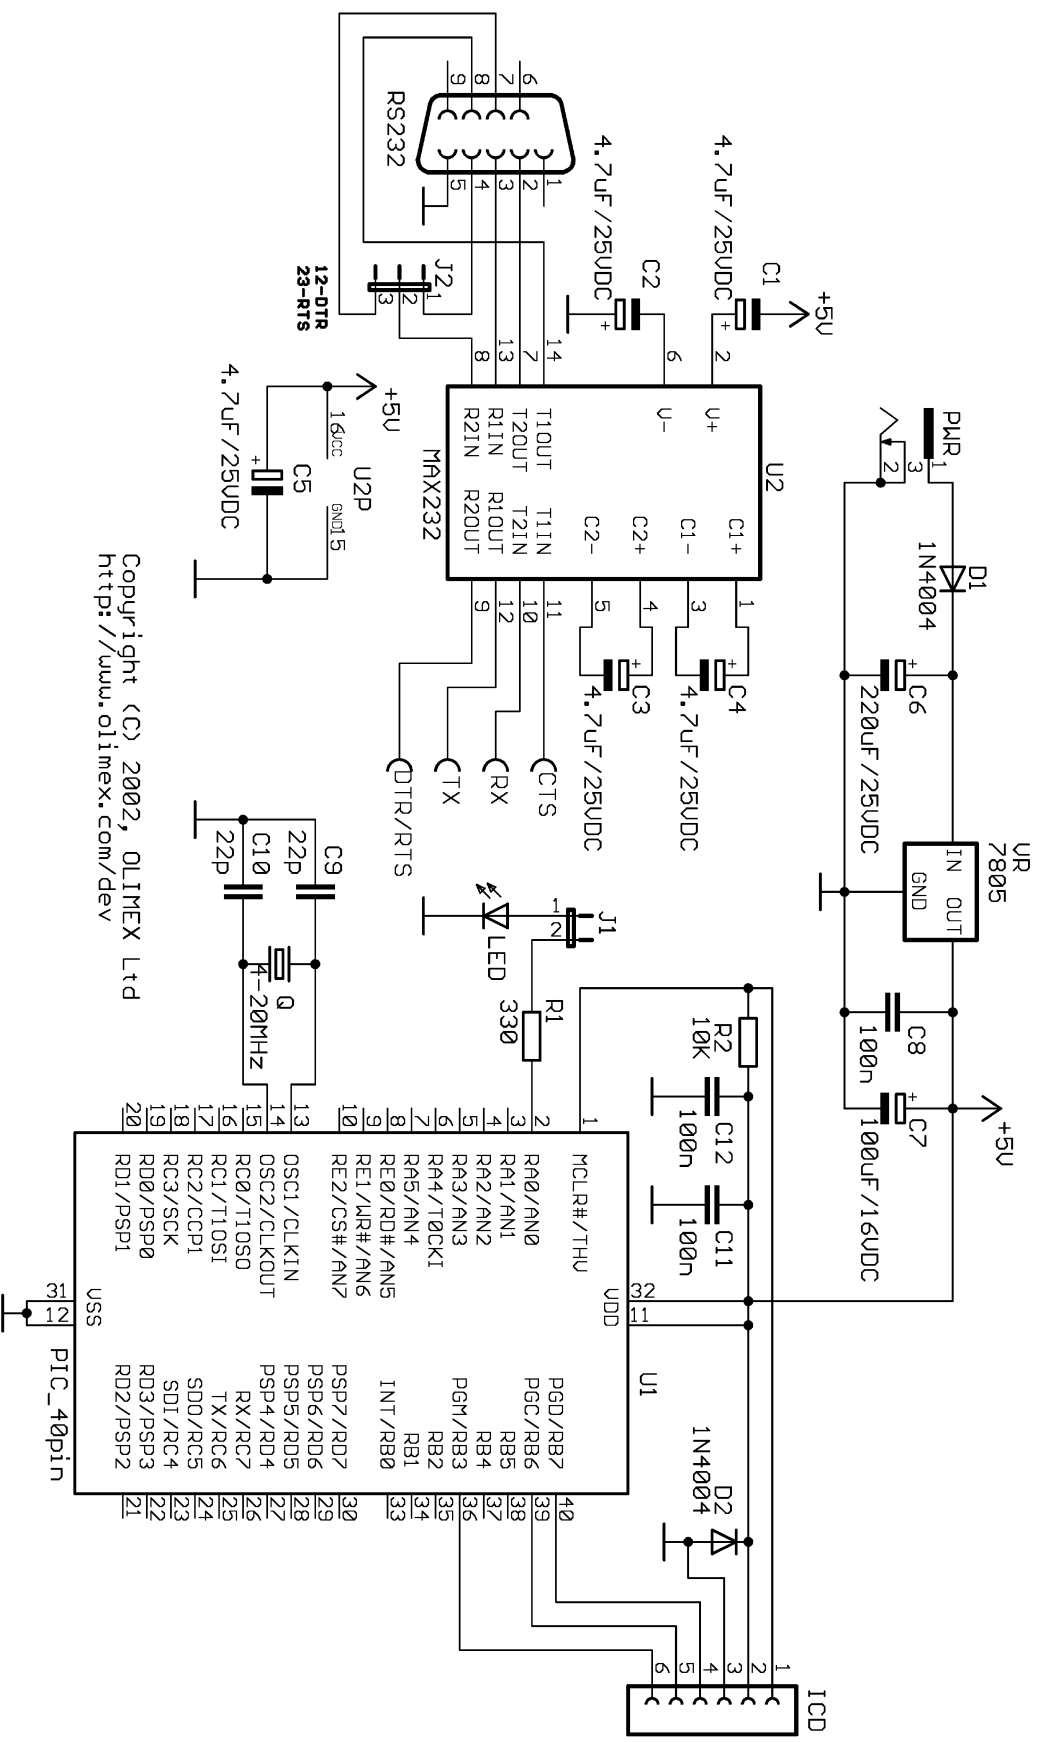 PWR
1
3
2
D1
1N4004
+
C6
220uF/25VDC
VR
7805
IN OUT
GND
C8
100n
+
C7
100uF/16VDC
+5V
+5V
C1
4.7uF/25VDC
+
2
C2
4.7uF/25VDC
+
6
U2
V+
V-
C1+
C1-
C2+
C2-
T1OUT
T2OUT
R1IN
R2IN
T1IN
T2IN
R1OUT
R2OUT
MAX232
14
7
13
8
1
3
4
5
11
10
12
9
+
C4
4.7uF/25VDC
+
C3
4.7uF/25VDC
CTS
RX
TX
DTR/RTS
6
7
8
9
1
2
3
4
5
RS232
J2
1
2
3
12-DTR
23-RTS
+5V
16VCC
GND15
U2P
+
C5
4.7uF/25VDC
J1
1
2
LED
R1
330
R2
10K
C12
100n
C11
100n
C9
22p
C10
22p
Q
4-20MHz
U1
VDD
32
11
VSS
31
12
PIC_40pin
1
MCLR#/THV
2
RA0/AN0
3
RA1/AN1
4
RA2/AN2
5
RA3/AN3
6
RA4/T0CKI
7
RA5/AN4
8
RE0/RD#/AN5
9
RE1/WR#/AN6
10
RE2/CS#/AN7
13
OSC1/CLKIN
14
OSC2/CLKOUT
15
RC0/T1OSO
16
RC1/T1OSI
17
RC2/CCP1
18
RC3/SCK
19
RD0/PSP0
20
RD1/PSP1
PGD/RB7
40
PGC/RB6
39
RB5
38
RB4
37
PGM/RB3
36
RB2
35
RB1
34
INT/RB0
33
PSP7/RD7
30
PSP6/RD6
29
PSP5/RD5
28
PSP4/RD4
27
RX/RC7
26
TX/RC6
25
SDO/RC5
24
SDI/RC4
23
RD3/PSP3
22
RD2/PSP2
21
D2
1N4004
ICD
1
2
3
4
5
6
Copyright (C) 2002, OLIMEX Ltd
http://www.olimex.com/dev